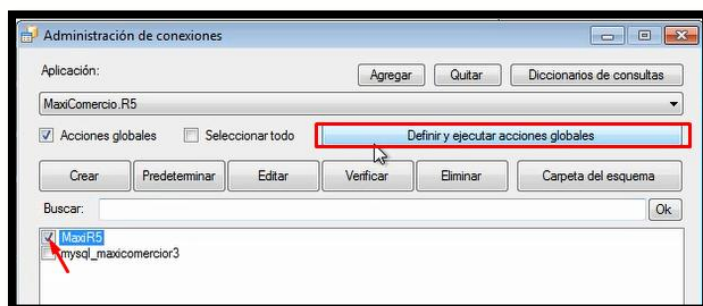 Administración de conexiones
Aplicación:
Agregar Quitar Diccionarios de consultas
MaxiComercio.R5
Acciones globales Seleccionar todo Definir y ejecutar acciones globales
Crear Predeterminar Editar Verificar Eliminar Carpeta del esquema
Buscar: Ok
MaxiR5
mysql_maxicomercior3